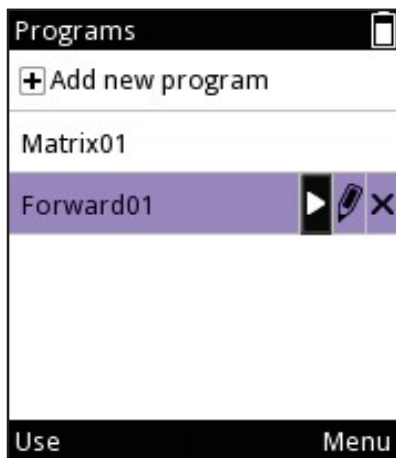 Programs
Add new program
Matrix01
Forward01
Use Menu